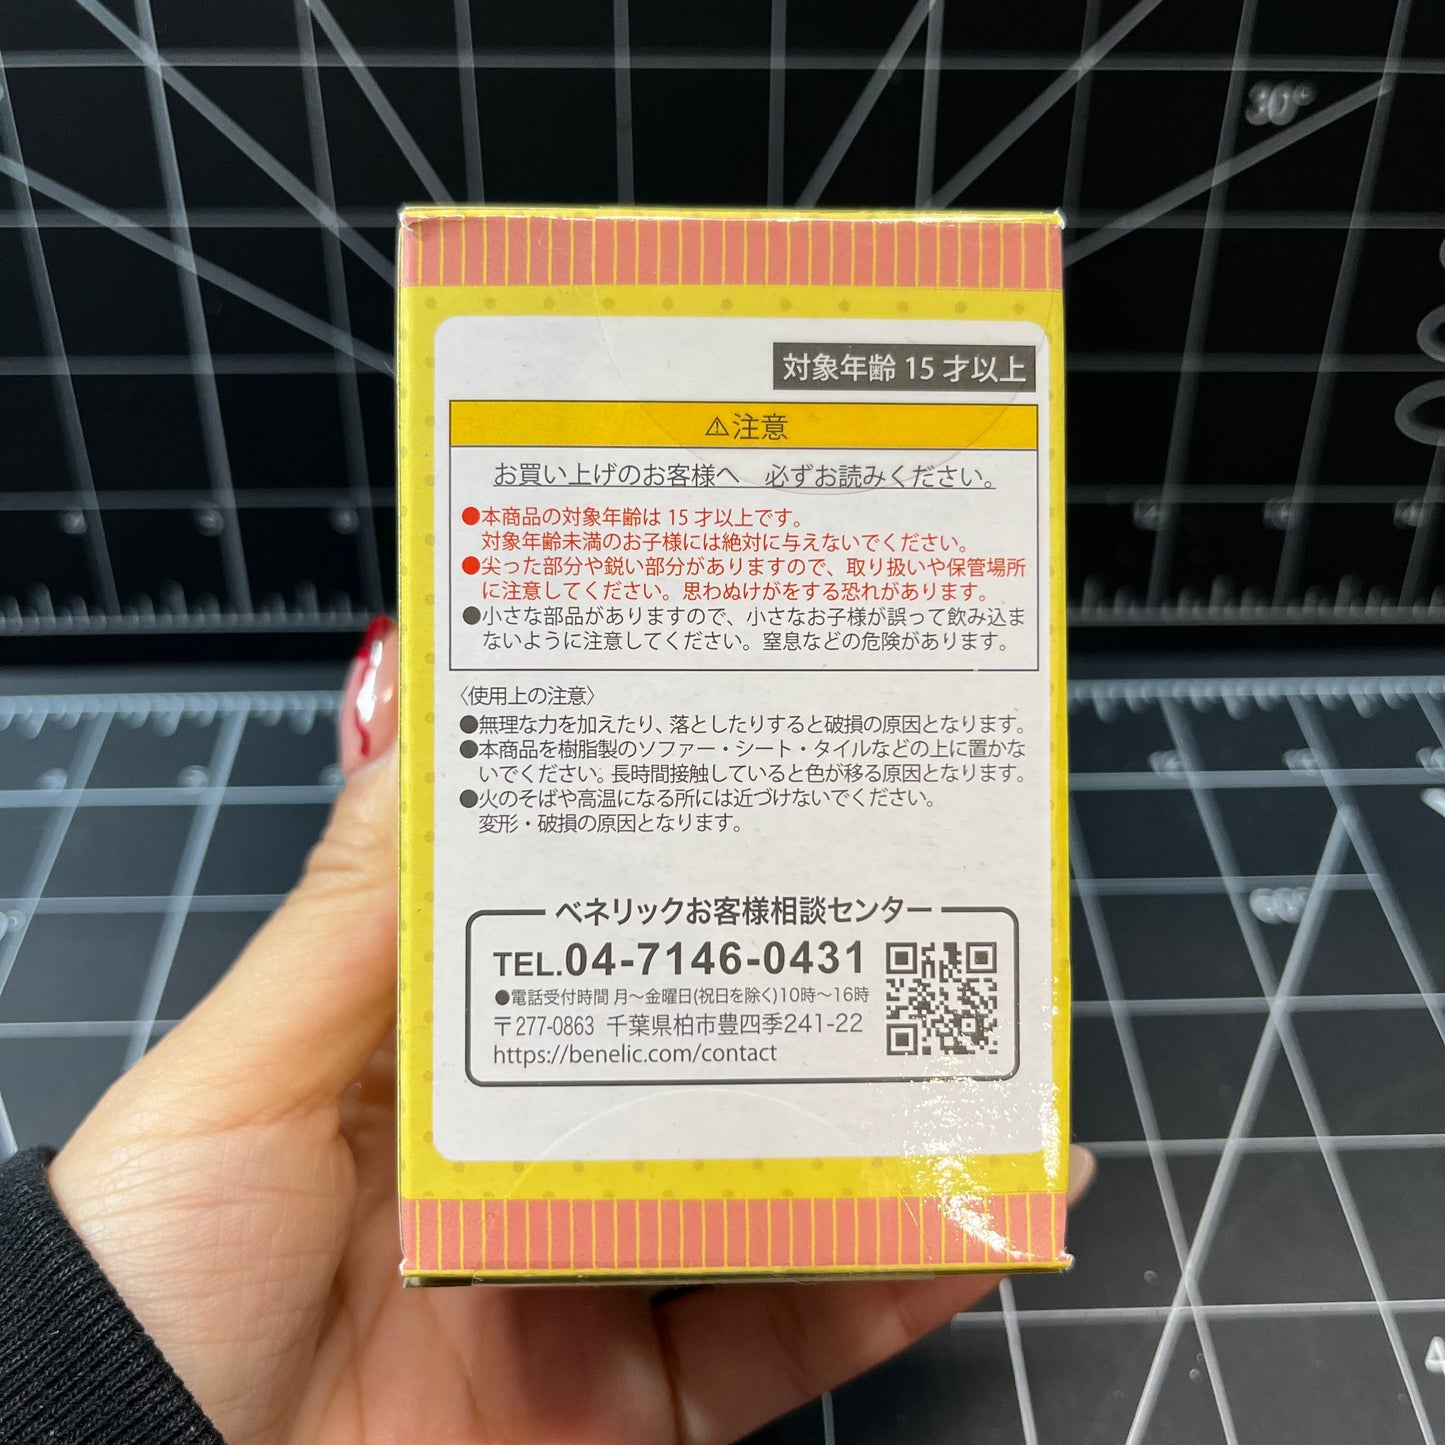 対象年齢 15 才以上
⚠注意
お買い上げのお客様へ　必ずお読みください。
●本商品の対象年齢は 15 才以上です。
対象年齢未満のお子様には絶対に与えないでください。
●尖った部分や鋭い部分がありますので、取り扱いや保管場所
に注意してください。思わぬけがをする恐れがあります。
●小さな部品がありますので、小さなお子様が誤って飲み込ま
ないように注意してください。窒息などの危険があります。
〈使用上の注意〉
●無理な力を加えたり、落としたりすると破損の原因となります。
●本商品を樹脂製のソファー・シート・タイルなどの上に置かな
いでください。長時間接触していると色が移る原因となります。
●火のそばや高温になる所には近づけないでください。
変形・破損の原因となります。
ベネリックお客様相談センター
TEL.04-7146-0431
●電話受付時間 月～金曜日(祝日を除く)10時～16時
〒277-0863 千葉県柏市豊四季241-22
https://benelic.com/contact
30°